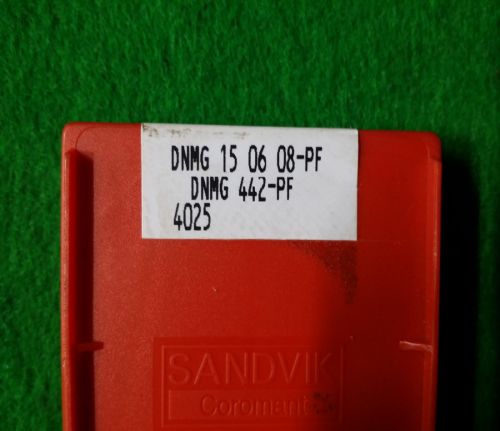 DNMG 15 06 08-PF
DNMG 442-PF
4025
SANDVIK
Coromant